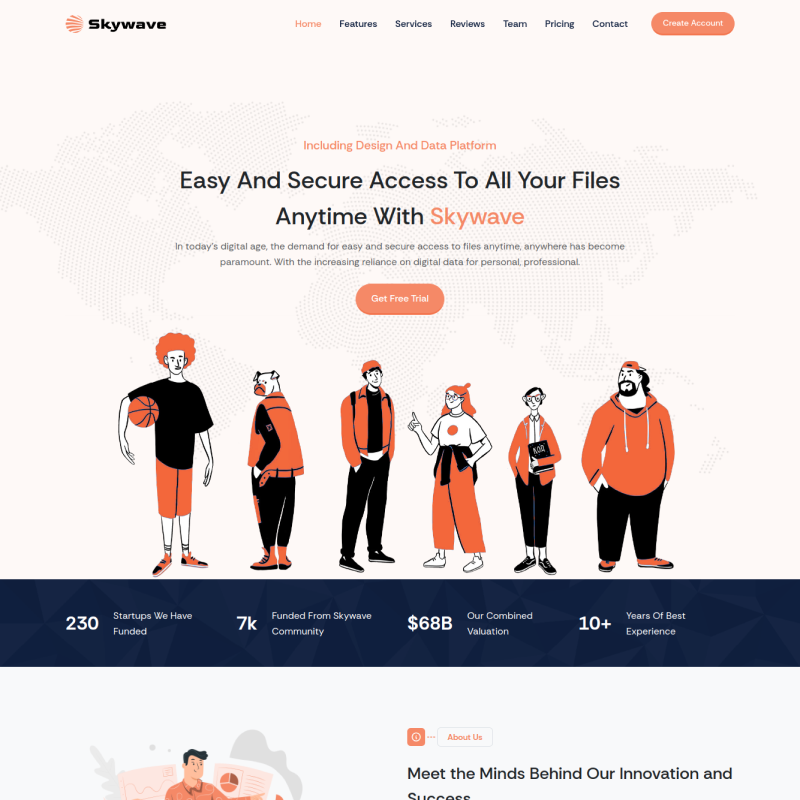 Skywave
Home Features Services Reviews Team Pricing Contact Create Account
Including Design And Data Platform
Easy And Secure Access To All Your Files
Anytime With Skywave
In today's digital age, the demand for easy and secure access to files anytime, anywhere has become
paramount. With the increasing reliance on digital data for personal, professional.
Get Free Trial
230 Startups We Have
Funded
7k Funded From Skywave
Community
$68B Our Combined
Valuation
10+ Years Of Best
Experience
About Us
Meet the Minds Behind Our Innovation and
Success